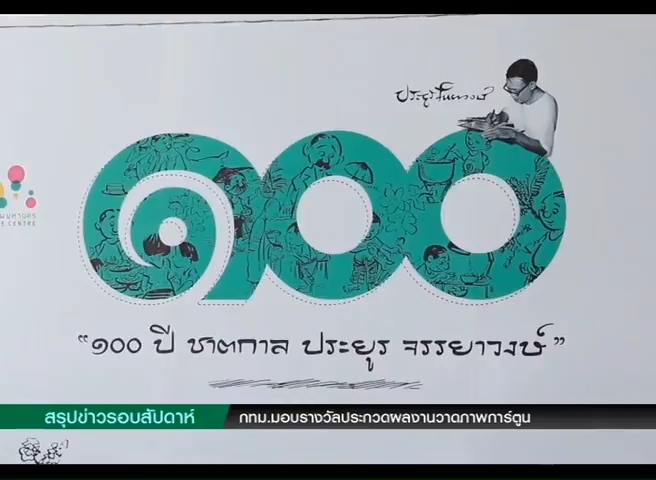 ประยูร จรรยาวงษ์
๑๐๐
"๑๐๐ ปี ชาตกาล ประยูร จรรยาวงษ์"
สรุปข่าวรอบสัปดาห์
กทม.มอบรางวัลประกวดผลงานวาดภาพการ์ตูน